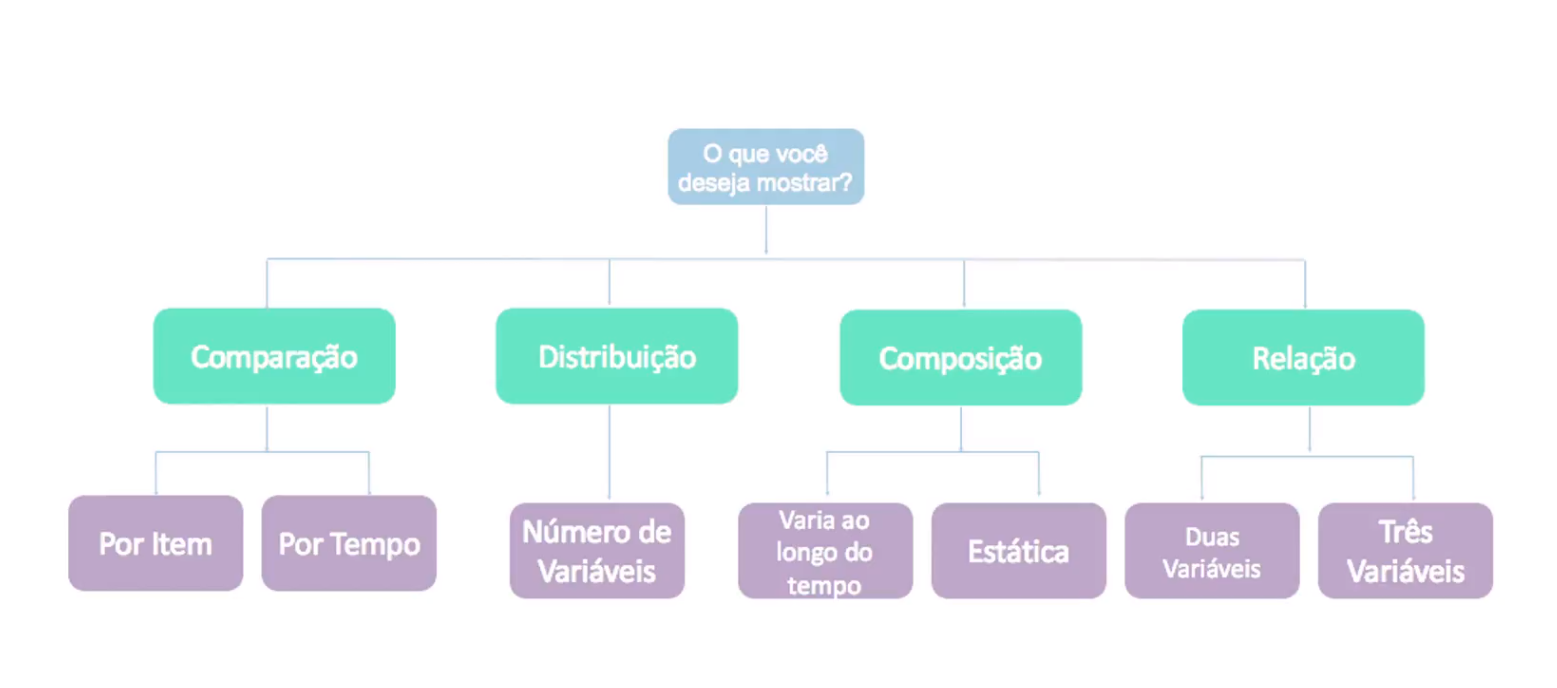 O que você
deseja mostrar?
Comparação
Distribuição
Composição
Relação
Por Item
Por Tempo
Número de
Variáveis
Varia ao
longo do
tempo
Estática
Duas
Variáveis
Três
Variáveis